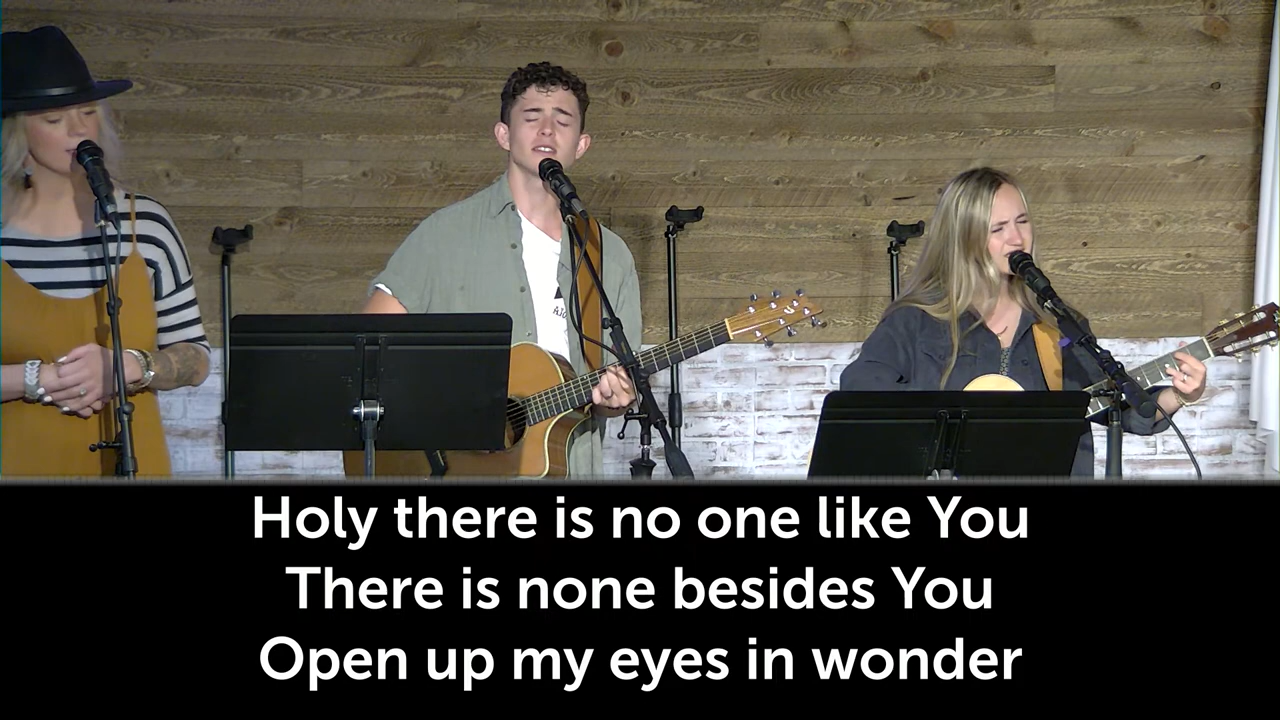 Holy there is no one like You
There is none besides You
Open up my eyes in wonder